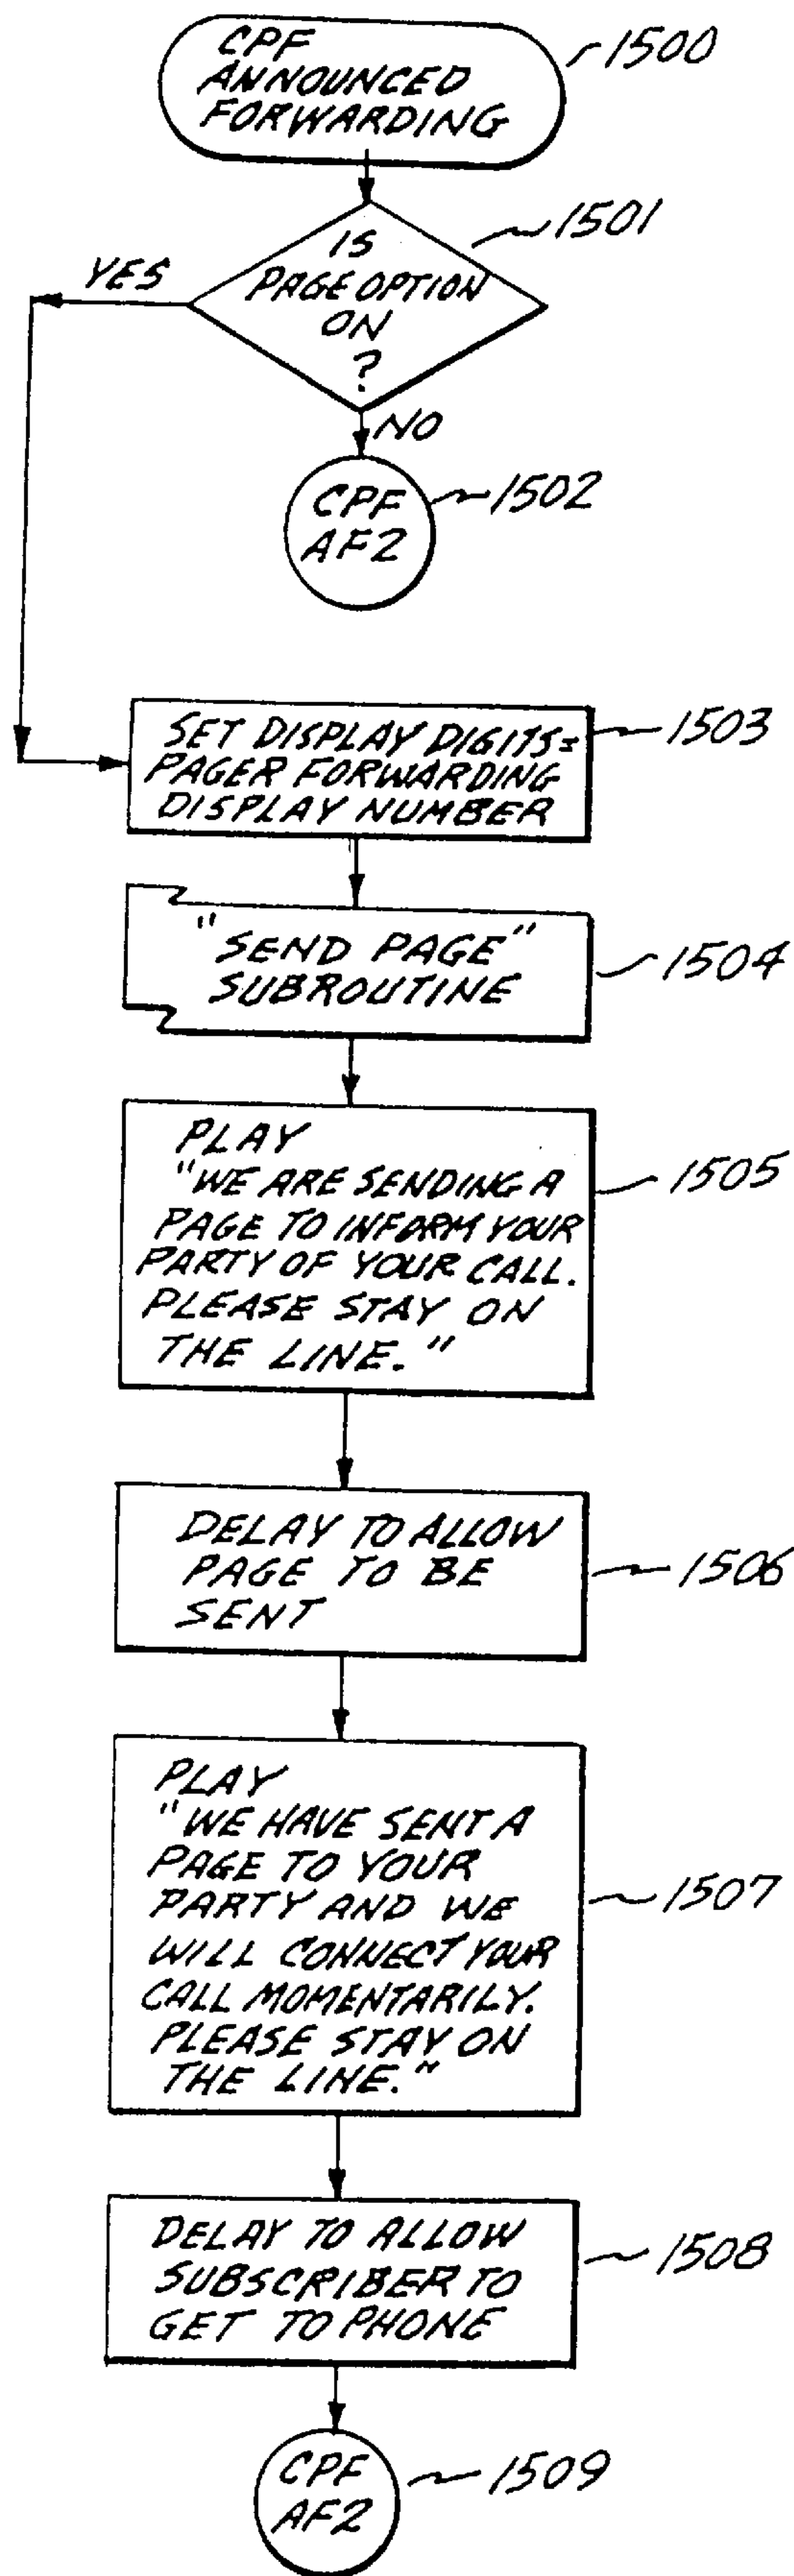 CPF
ANNOUNCED
FORWARDING
1500
IS
PAGE OPTION
ON
?
1501
YES
NO
CPF
AF2
1502
SET DISPLAY DIGITS=
PAGER FORWARDING
DISPLAY NUMBER
1503
"SEND PAGE"
SUBROUTINE
1504
PLAY
"WE ARE SENDING A
PAGE TO INFORM YOUR
PARTY OF YOUR CALL.
PLEASE STAY ON
THE LINE."
1505
DELAY TO ALLOW
PAGE TO BE
SENT
1506
PLAY
"WE HAVE SENT A
PAGE TO YOUR
PARTY AND WE
WILL CONNECT YOUR
CALL MOMENTARILY.
PLEASE STAY ON
THE LINE."
1507
DELAY TO ALLOW
SUBSCRIBER TO
GET TO PHONE
1508
CPF
AF2
1509